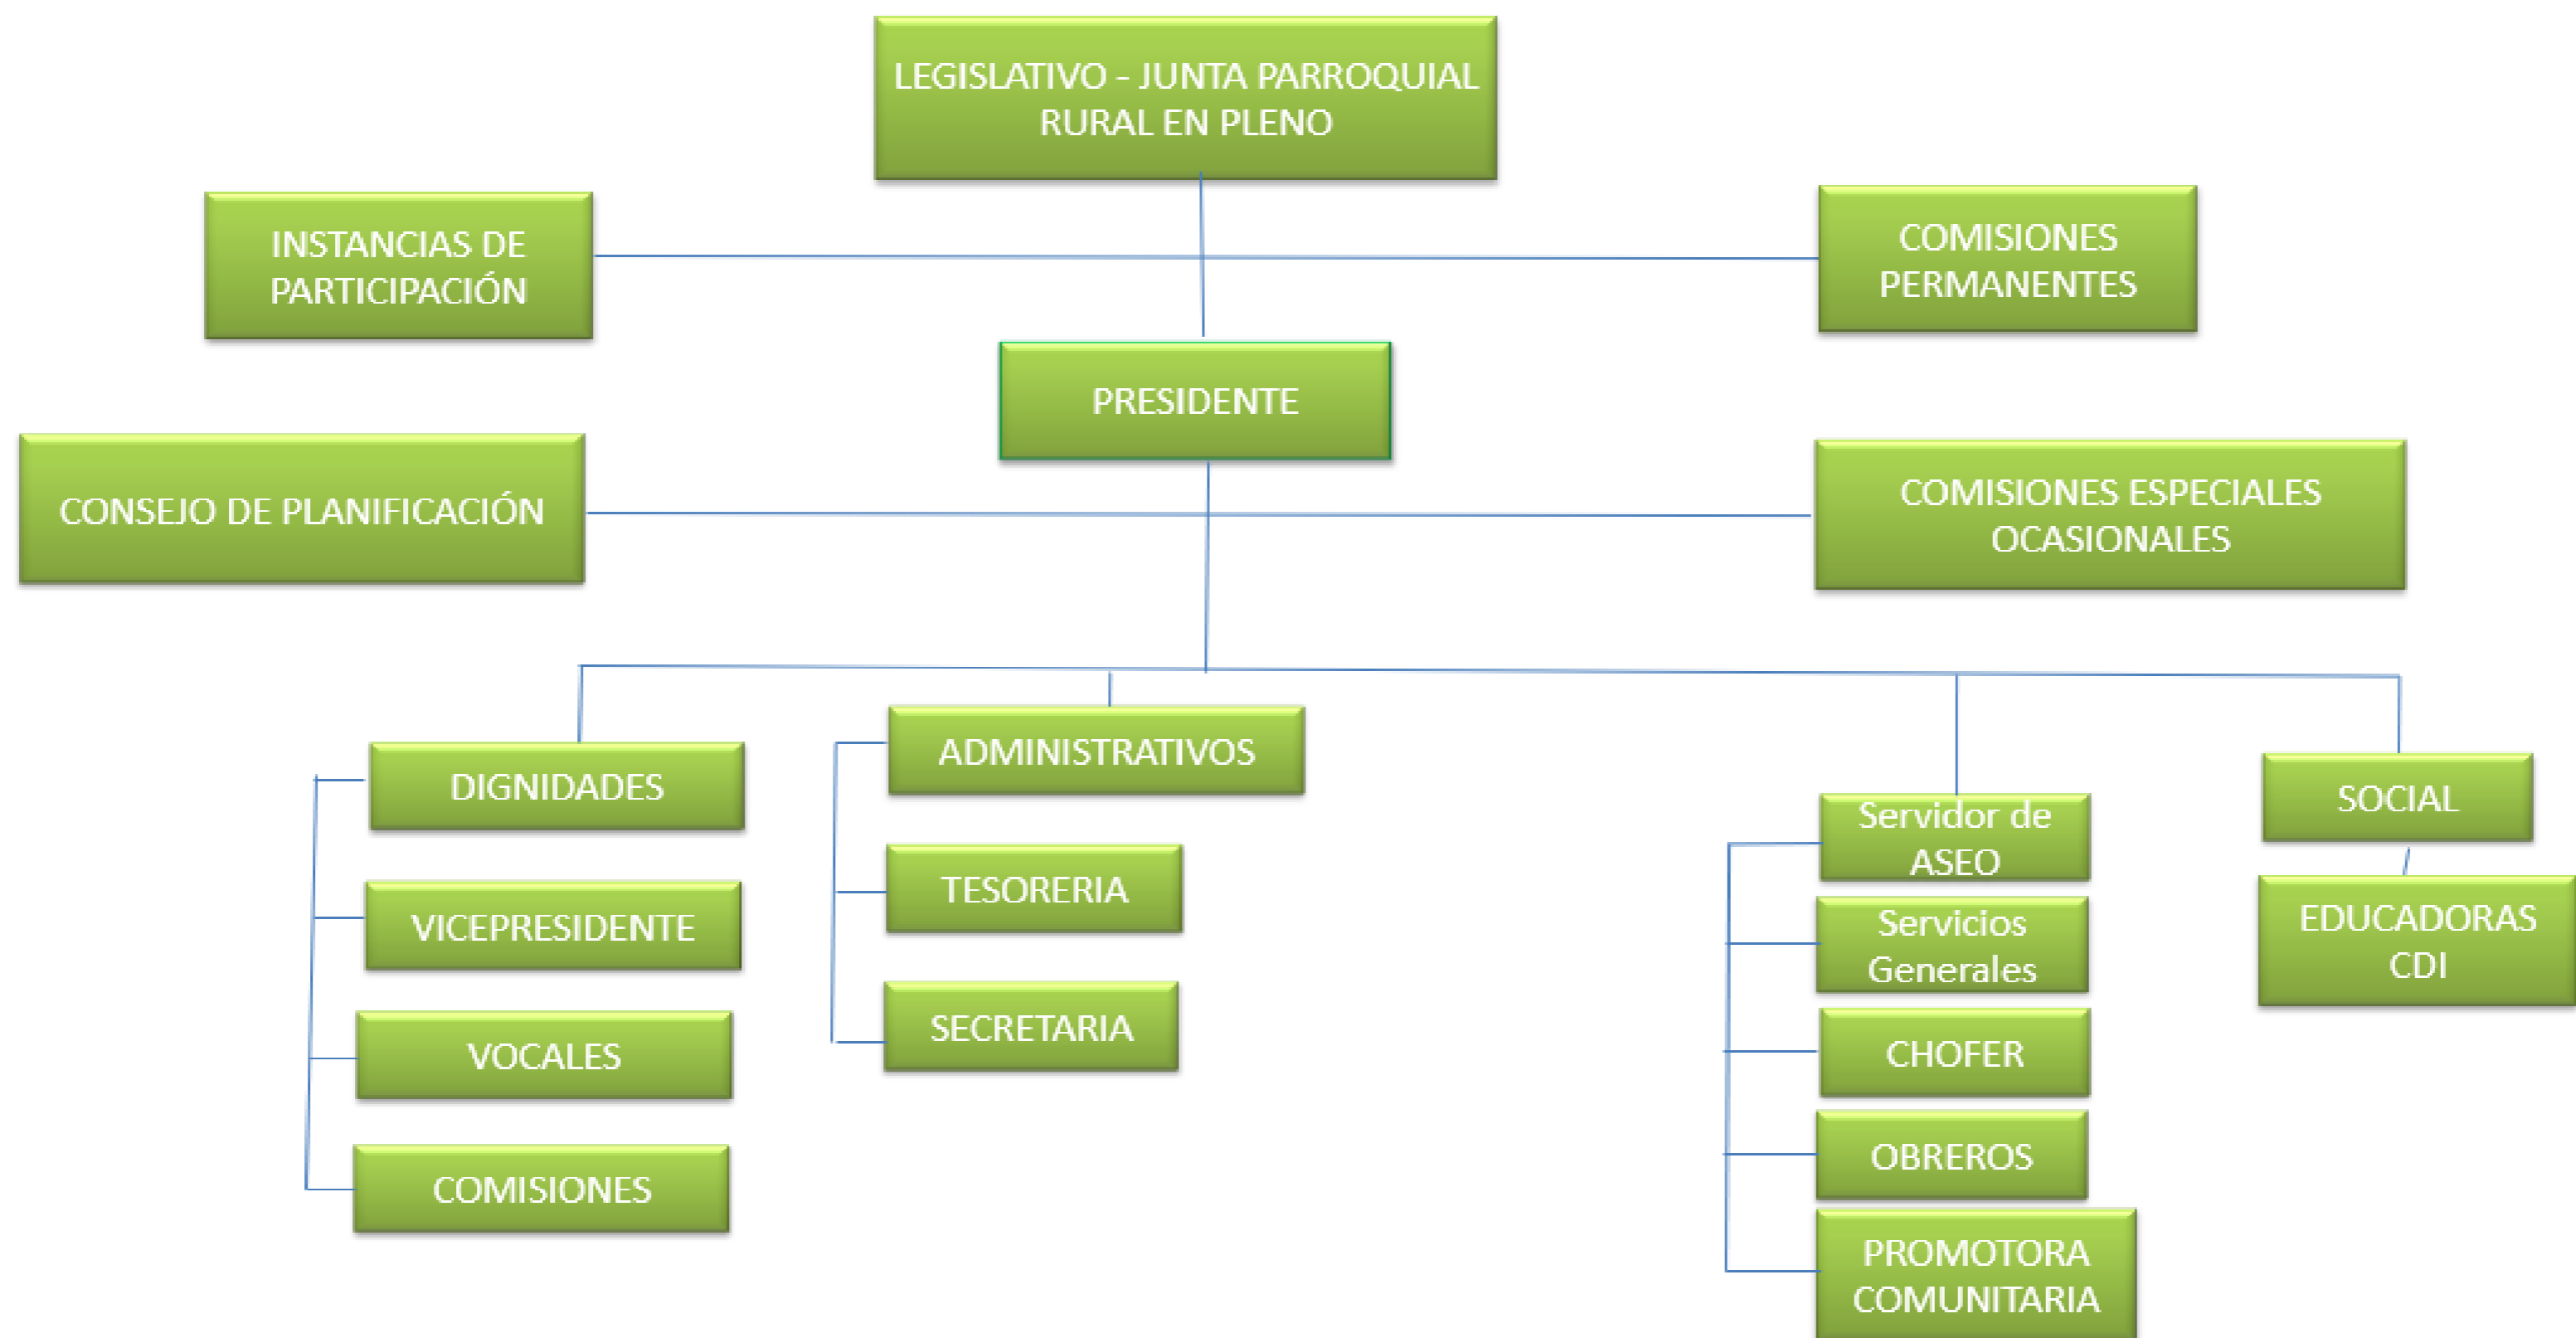 LEGISLATIVO - JUNTA PARROQUIAL
RURAL EN PLENO
INSTANCIAS DE
PARTICIPACIÓN
COMISIONES
PERMANENTES
PRESIDENTE
CONSEJO DE PLANIFICACIÓN
COMISIONES ESPECIALES
OCASIONALES
DIGNIDADES
VICEPRESIDENTE
VOCALES
COMISIONES
ADMINISTRATIVOS
TESORERIA
SECRETARIA
Servidor de
ASEO
Servicios
Generales
CHOFER
OBREROS
PROMOTORA
COMUNITARIA
SOCIAL
EDUCADORAS
CDI